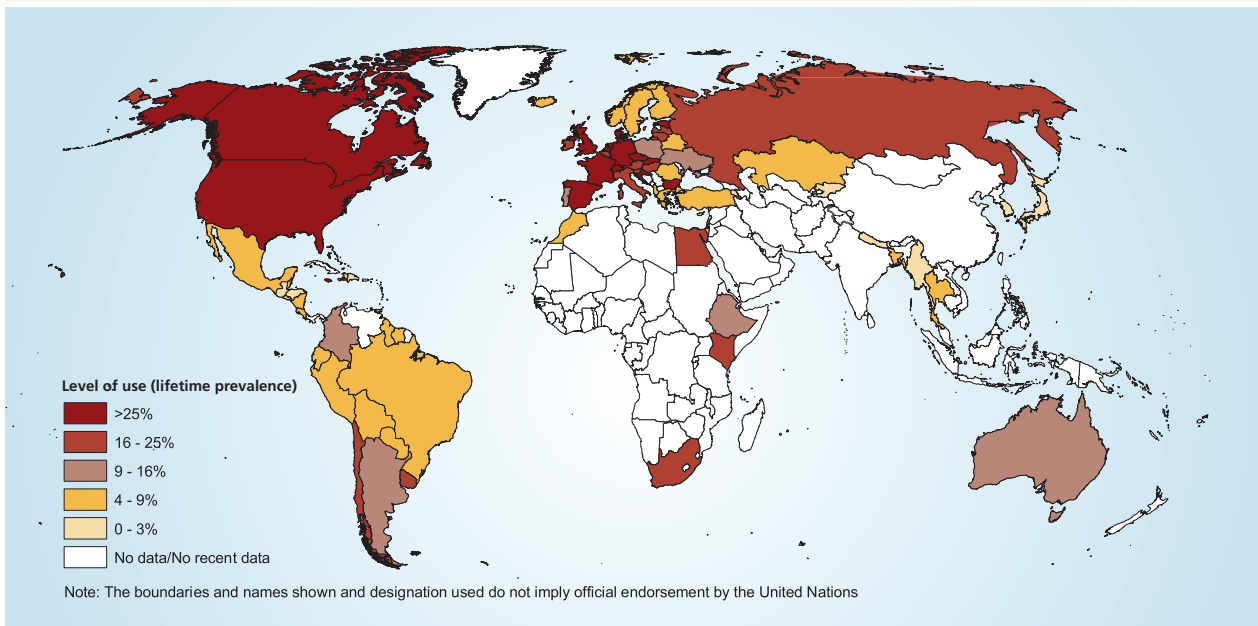 Level of use (lifetime prevalence)
>25%
16 - 25%
9 - 16%
4 - 9%
0 - 3%
No data/No recent data
Note: The boundaries and names shown and designation used do not imply official endorsement by the United Nations